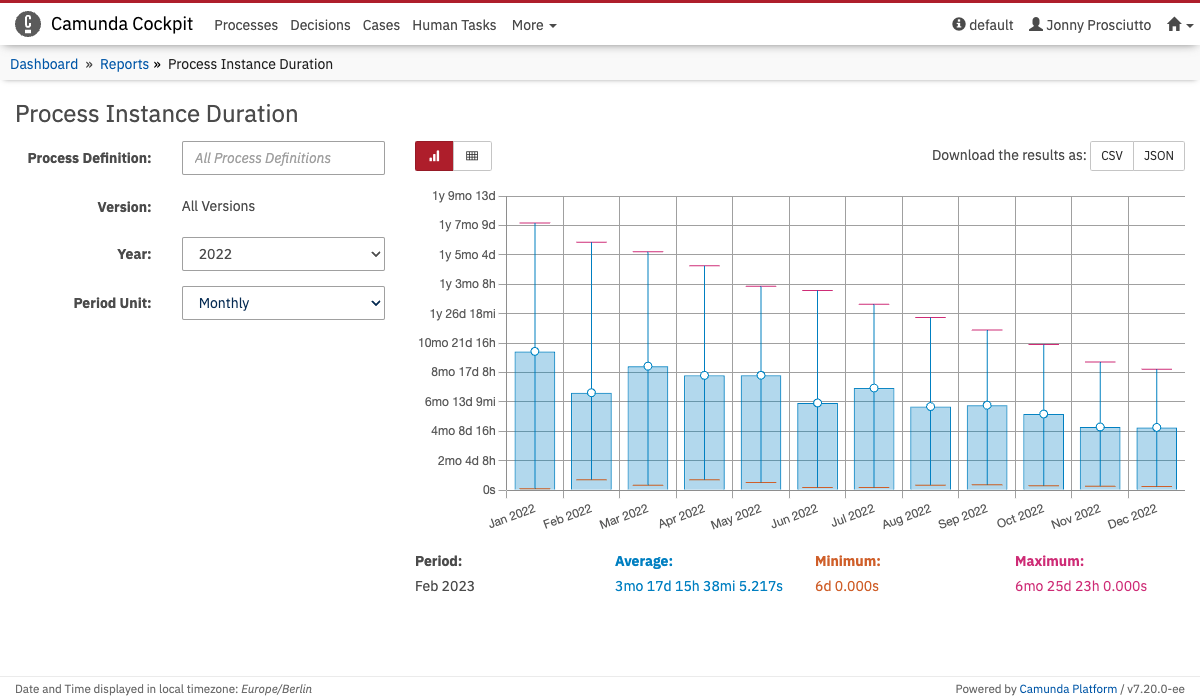 Camunda Cockpit Processes Decisions Cases Human Tasks More default Jonny Prosciutto
Dashboard » Reports » Process Instance Duration
Process Instance Duration
Process Definition: All Process Definitions
Version: All Versions
Year: 2022
Period Unit: Monthly
Download the results as: CSV JSON
1y 9mo 13d
1y 7mo 9d
1y 5mo 4d
1y 3mo 8h
1y 26d 18mi
10mo 21d 16h
8mo 17d 8h
6mo 13d 9mi
4mo 8d 16h
2mo 4d 8h
0s
Jan 2022 Feb 2022 Mar 2022 Apr 2022 May 2022 Jun 2022 Jul 2022 Aug 2022 Sep 2022 Oct 2022 Nov 2022 Dec 2022
Period: Average: Minimum: Maximum:
Feb 2023 3mo 17d 15h 38mi 5.217s 6d 0.000s 6mo 25d 23h 0.000s
Date and Time displayed in local timezone: Europe/Berlin Powered by Camunda Platform / v7.20.0-ee